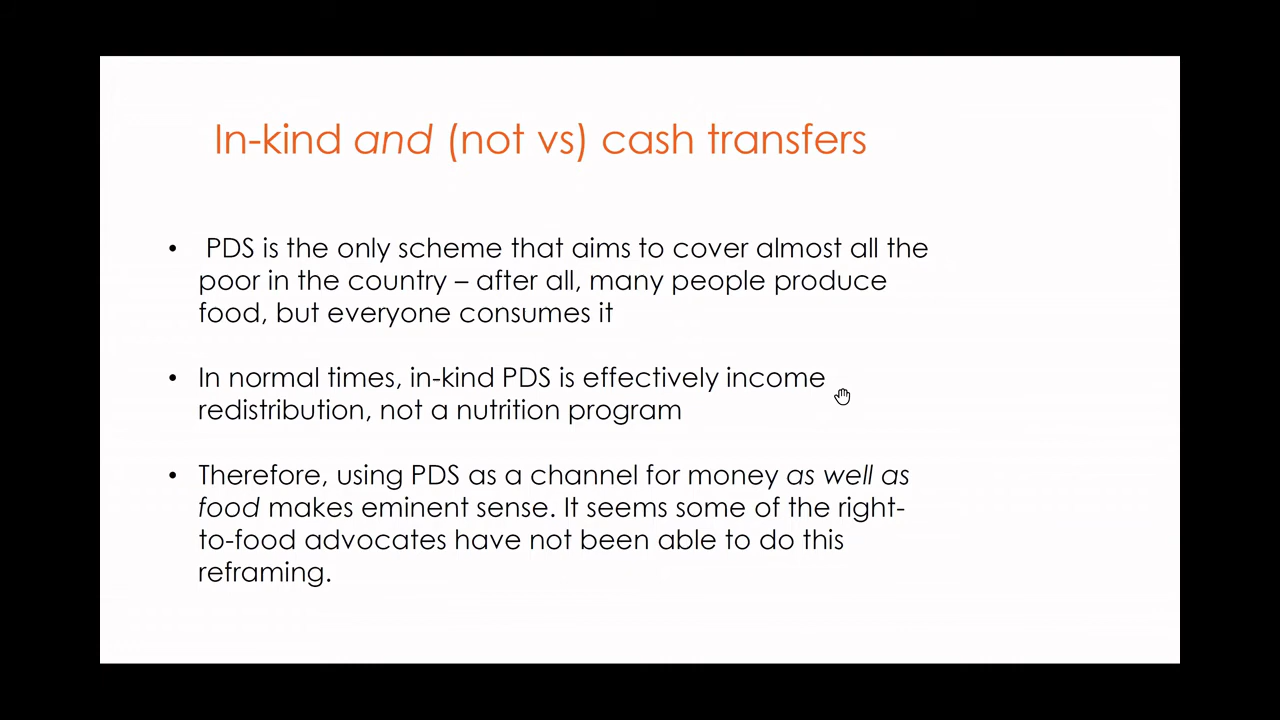 In-kind and (not vs) cash transfers
• PDS is the only scheme that aims to cover almost all the
poor in the country – after all, many people produce
food, but everyone consumes it
• In normal times, in-kind PDS is effectively income
redistribution, not a nutrition program
• Therefore, using PDS as a channel for money as well as
food makes eminent sense. It seems some of the right-
to-food advocates have not been able to do this
reframing.